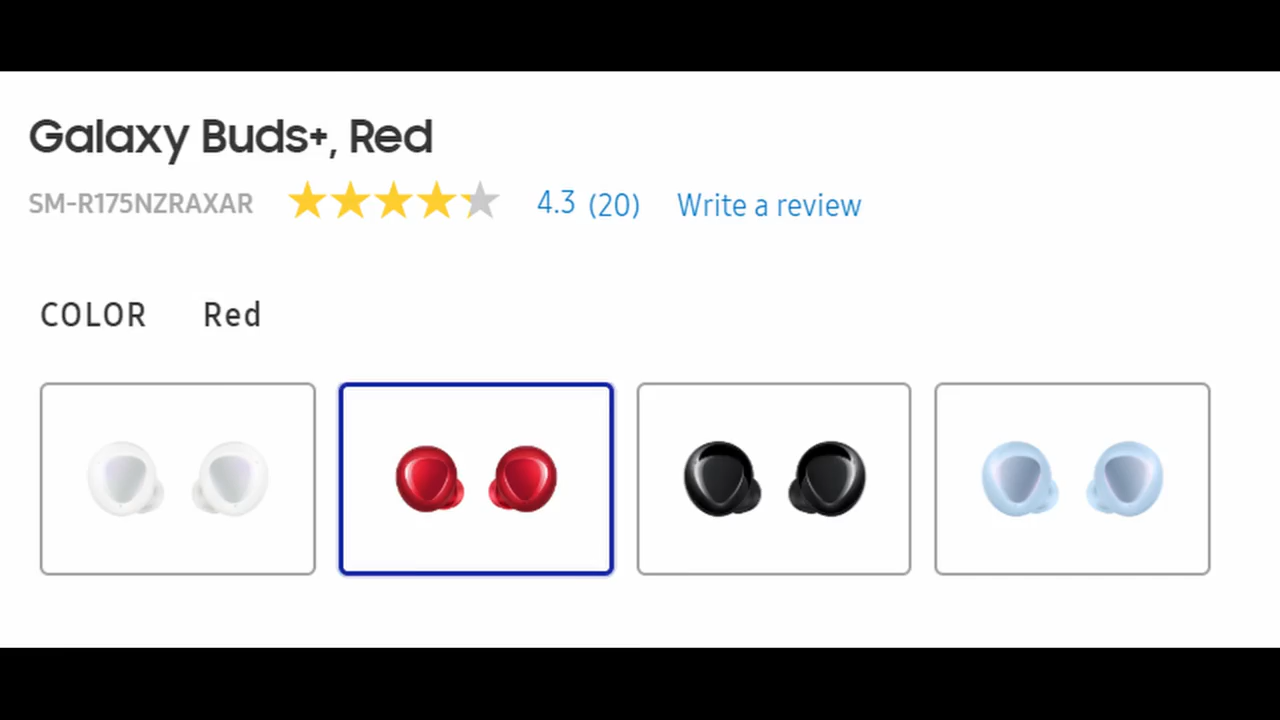 Galaxy Buds+, Red
SM-R175NZRAXAR 4.3 (20) Write a review
COLOR Red